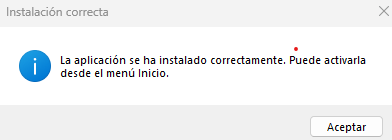 Instalación correcta
La aplicación se ha instalado correctamente. Puede activarla
desde el menú Inicio.
Aceptar